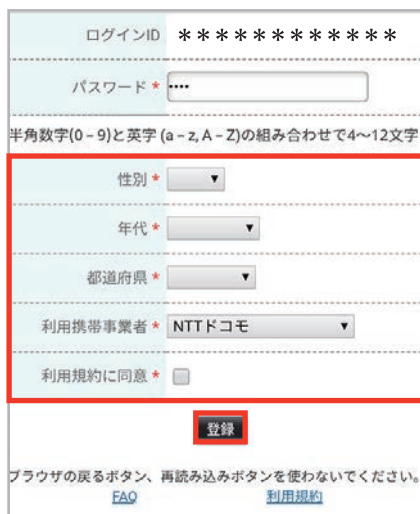 ログインID ************
パスワード * ••••
半角数字(0－9)と英字 (a－z, A－Z)の組み合わせで4～12文字
性別 * ▼
年代 * ▼
都道府県 * ▼
利用携帯事業者 * NTTドコモ ▼
利用規約に同意 *
登録
ブラウザの戻るボタン、再読み込みボタンを使わないでください。
FAQ 利用規約